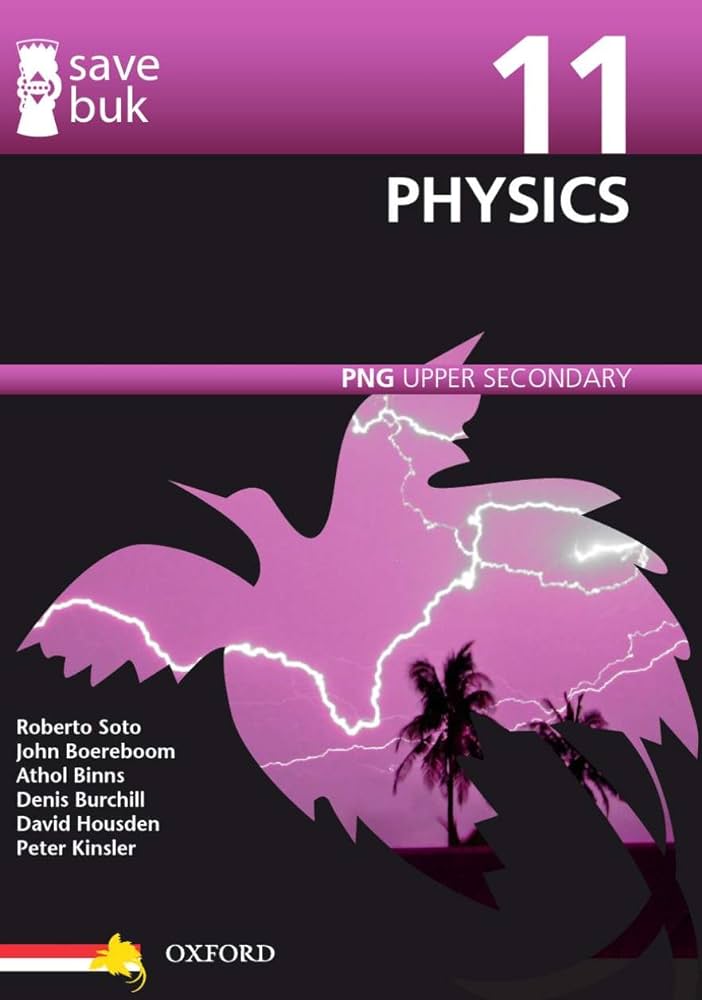 save
buk
11
PHYSICS
PNG UPPER SECONDARY
Roberto Soto
John Boereboom
Athol Binns
Denis Burchill
David Housden
Peter Kinsler
OXFORD